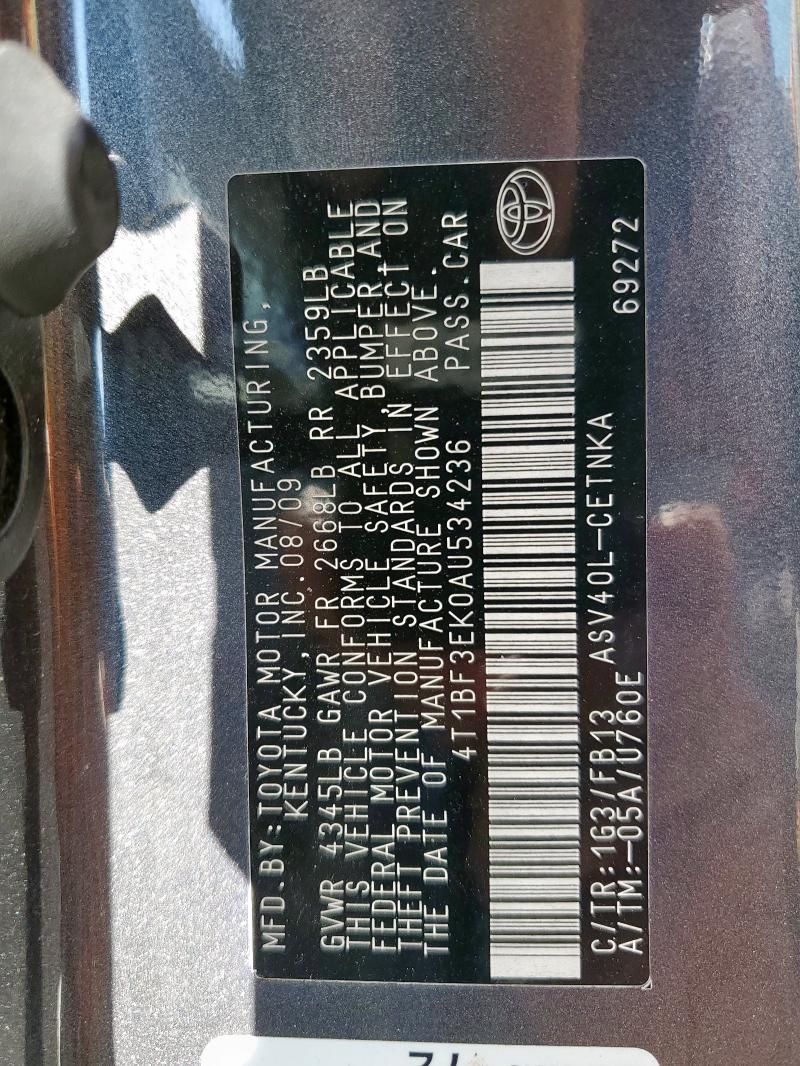 MFD.BY:TOYOTA MOTOR MANUFACTURING,
KENTUCKY, INC.08/09
GVWR 4345LB GAWR FR 2668LB RR 2359LB
THIS VEHICLE CONFORMS TO ALL APPLICABLE
FEDERAL MOTOR VEHICLE SAFETY, BUMPER,AND
THEFT PREVENTION STANDARDS IN EFFECT ON
THE DATE OF MANUFACTURE SHOWN ABOVE.
4T1BF3EK0AU534236 PASS.CAR
C/TR:1G3/FB13 ASV40L-CETNKA 69272
A/TM:-05A/U760E